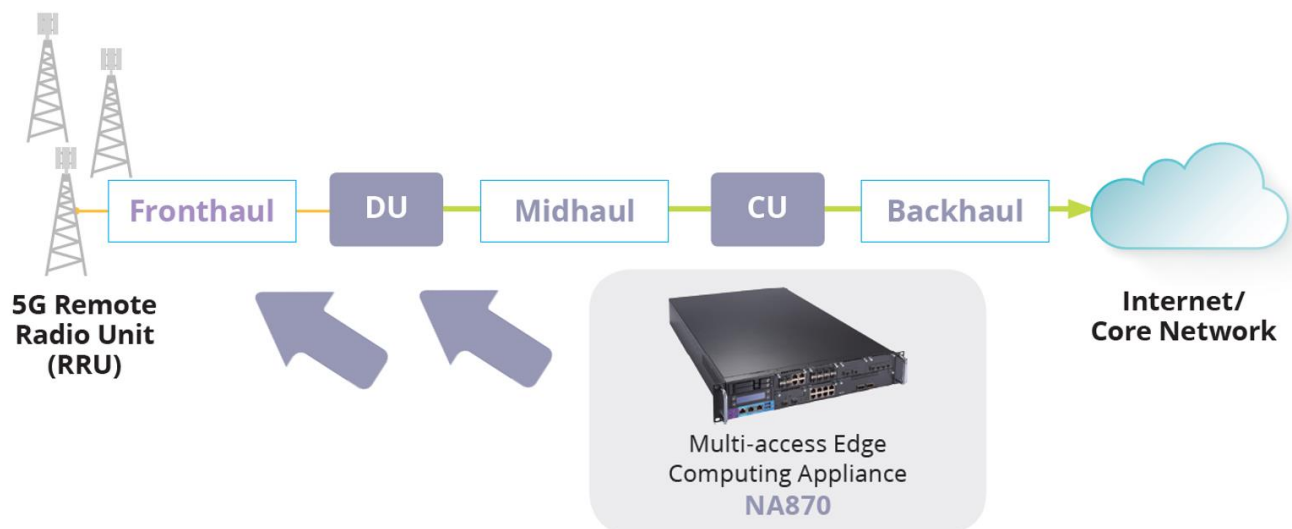 Fronthaul
DU
Midhaul
CU
Backhaul
5G Remote
Radio Unit
(RRU)
Internet/
Core Network
Multi-access Edge
Computing Appliance
NA870